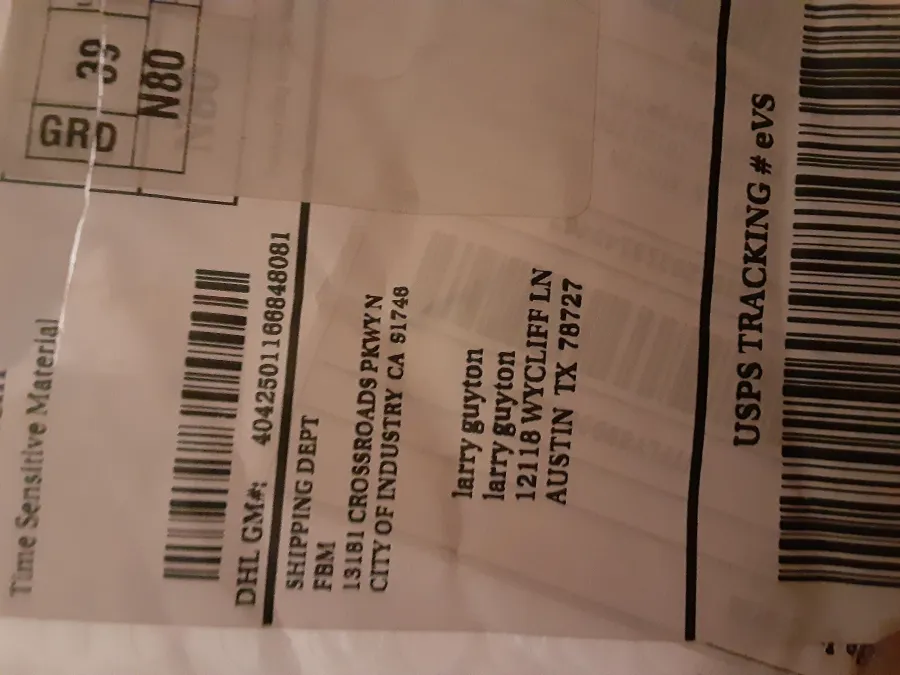 39
GRD
N80
Time Sensitive Material
DHL GM#: 4042501166848081
SHIPPING DEPT
FBM
13181 CROSSROADS PKWY N
CITY OF INDUSTRY CA 91746
larry guyton
larry guyton
12118 WYCLIFF LN
AUSTIN TX 78727
USPS TRACKING # eVS